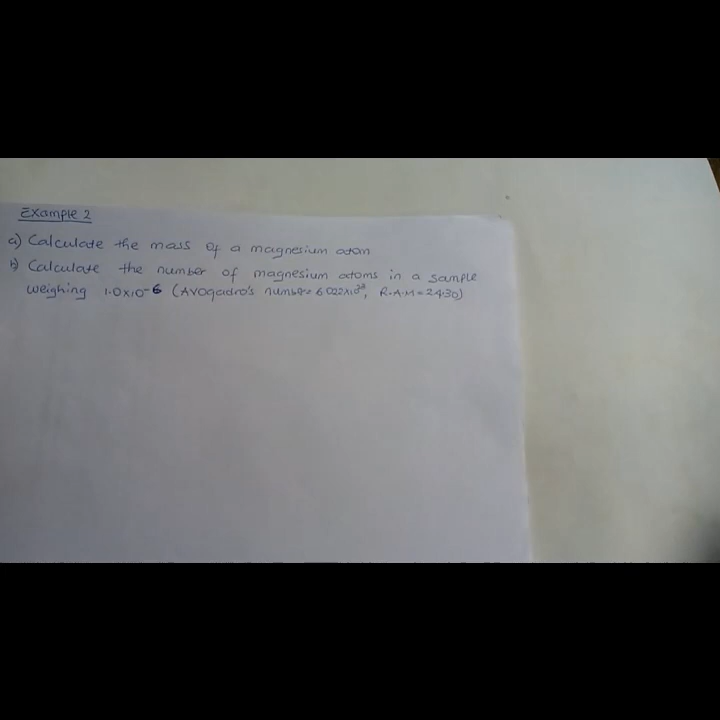 Example 2
a) Calculate the mass of a magnesium atom
b) Calculate the number of magnesium atoms in a sample
weighing 1.0x10-6 (Avogadro's number= 6.022x10²³, R.A.M=24.30)